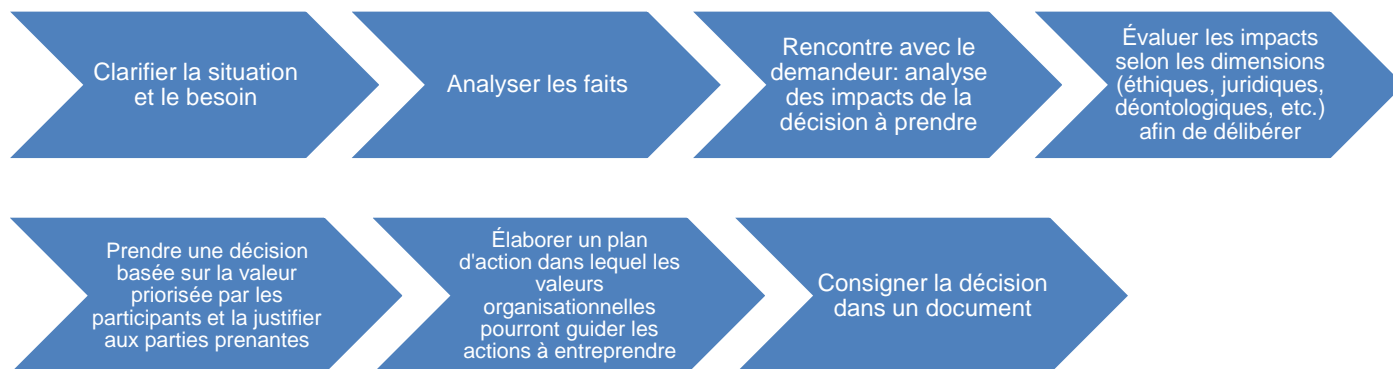 Clarifier la situation
et le besoin
Analyser les faits
Rencontre avec le
demandeur: analyse
des impacts de la
décision à prendre
Évaluer les impacts
selon les dimensions
(éthiques, juridiques,
déontologiques, etc.)
afin de délibérer
Prendre une décision
basée sur la valeur
priorisée par les
participants et la justifier
aux parties prenantes
Élaborer un plan
d'action dans lequel les
valeurs
organisationnelles
pourront guider les
actions à entreprendre
Consigner la décision
dans un document